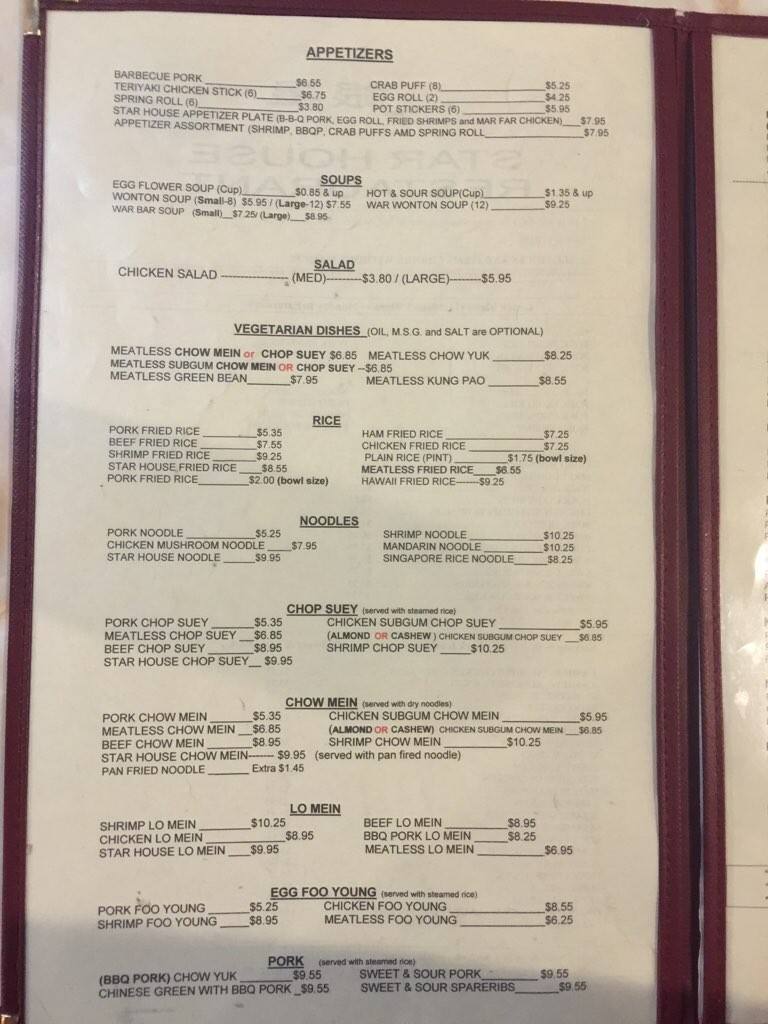 APPETIZERS
BARBECUE PORK $6.55
TERIYAKI CHICKEN STICK (6) $6.75
SPRING ROLL (6) $3.80
CRAB PUFF (8) $5.25
EGG ROLL (2) $4.25
POT STICKERS (6) $5.95
STAR HOUSE APPETIZER PLATE (B-B-Q PORK, EGG ROLL, FRIED SHRIMPS and MAR FAR CHICKEN) $7.95
APPETIZER ASSORTMENT (SHRIMP, BBQP, CRAB PUFFS AMD SPRING ROLL $7.95
SOUPS
EGG FLOWER SOUP (Cup) $0.85 & up HOT & SOUR SOUP(Cup) $1.35 & up
WONTON SOUP (Small-8) $5.95 / (Large-12) $7.55 WAR WONTON SOUP (12) $9.25
WAR BAR SOUP (Small) $7.25/ (Large) $8.95
SALAD
CHICKEN SALAD ---------------- (MED)--------$3.80 / (LARGE)-------$5.95
VEGETARIAN DISHES (OIL, M.S.G. and SALT are OPTIONAL)
MEATLESS CHOW MEIN or CHOP SUEY $6.85 MEATLESS CHOW YUK $8.25
MEATLESS SUBGUM CHOW MEIN OR CHOP SUEY --$6.85
MEATLESS GREEN BEAN $7.95 MEATLESS KUNG PAO $8.55
RICE
PORK FRIED RICE $5.35 HAM FRIED RICE $7.25
BEEF FRIED RICE $7.55 CHICKEN FRIED RICE $7.25
SHRIMP FRIED RICE $9.25 PLAIN RICE (PINT) $1.75 (bowl size)
STAR HOUSE FRIED RICE $8.55 MEATLESS FRIED RICE $6.55
PORK FRIED RICE $2.00 (bowl size) HAWAII FRIED RICE------$9.25
NOODLES
PORK NOODLE $5.25 SHRIMP NOODLE $10.25
CHICKEN MUSHROOM NOODLE $7.95 MANDARIN NOODLE $10.25
STAR HOUSE NOODLE $9.95 SINGAPORE RICE NOODLE $8.25
CHOP SUEY (served with steamed rice)
PORK CHOP SUEY $5.35 CHICKEN SUBGUM CHOP SUEY $5.95
MEATLESS CHOP SUEY $6.85 (ALMOND OR CASHEW ) CHICKEN SUBGUM CHOP SUEY $6.85
BEEF CHOP SUEY $8.95 SHRIMP CHOP SUEY $10.25
STAR HOUSE CHOP SUEY $9.95
CHOW MEIN (served with dry noodles)
PORK CHOW MEIN $5.35 CHICKEN SUBGUM CHOW MEIN $5.95
MEATLESS CHOW MEIN $6.85 (ALMOND OR CASHEW) CHICKEN SUBGUM CHOW MEIN $6.85
BEEF CHOW MEIN $8.95 SHRIMP CHOW MEIN $10.25
STAR HOUSE CHOW MEIN------- $9.95 (served with pan fired noodle)
PAN FRIED NOODLE Extra $1.45
LO MEIN
SHRIMP LO MEIN $10.25 BEEF LO MEIN $8.95
CHICKEN LO MEIN $8.95 BBQ PORK LO MEIN $8.25
STAR HOUSE LO MEIN $9.95 MEATLESS LO MEIN $6.95
EGG FOO YOUNG (served with steamed rice)
PORK FOO YOUNG $5.25 CHICKEN FOO YOUNG $8.55
SHRIMP FOO YOUNG $8.95 MEATLESS FOO YOUNG $6.25
PORK (served with steamed rice)
(BBQ PORK) CHOW YUK $9.55 SWEET & SOUR PORK $9.55
CHINESE GREEN WITH BBQ PORK $9.55 SWEET & SOUR SPARERIBS $9.55